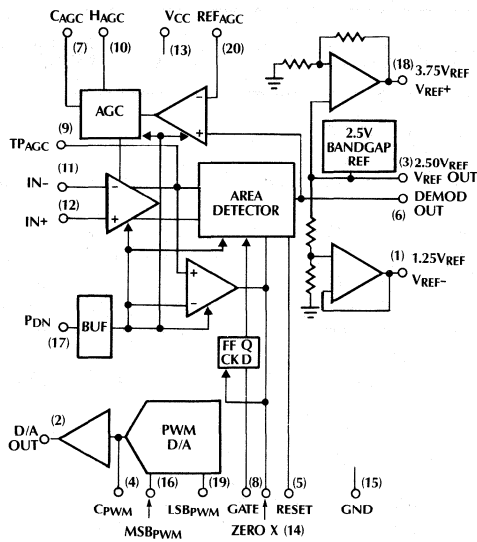 CAGC HAGC VCC REFAGC
(7) (10) (13) (20)
(18) 3.75VREF
VREF+
AGC
(9)
TPAGC
2.5V
BANDGAP
REF
(3) 2.50VREF
VREF OUT
(11)
IN−
(12)
IN+
AREA
DETECTOR
DEMOD
OUT
(6)
(1) 1.25VREF
VREF−
PDN
(17)
BUF
FF Q
CK D
D/A
OUT
(2)
PWM
D/A
(4) (16) (19) (8) (5) (15)
CPWM LSBPWM GATE RESET GND
MSBPWM ZERO X (14)